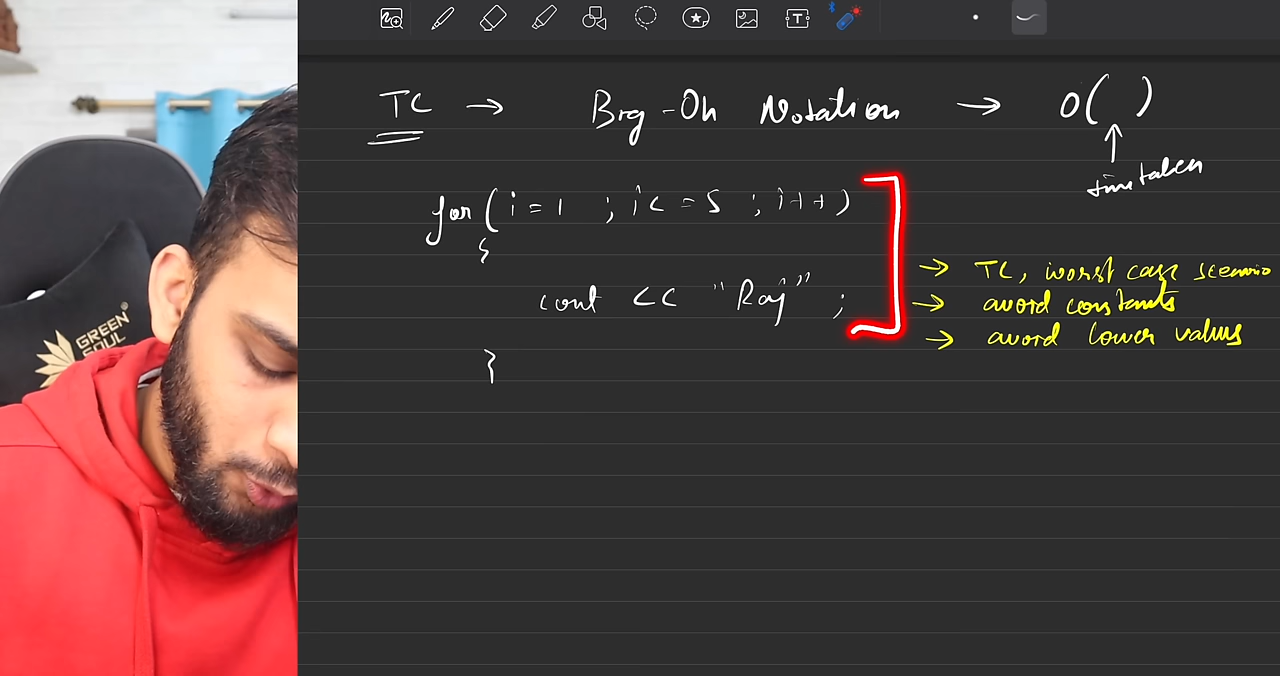 TC → Big-Oh Notation → O( )
↑
time taken
for ( i = 1 ; i <= 5 ; i++ )
{
cout << "Raj" ;
}
→ TC, worst case scenario
→ avoid constants
→ avoid lower values
GREEN
SOUL